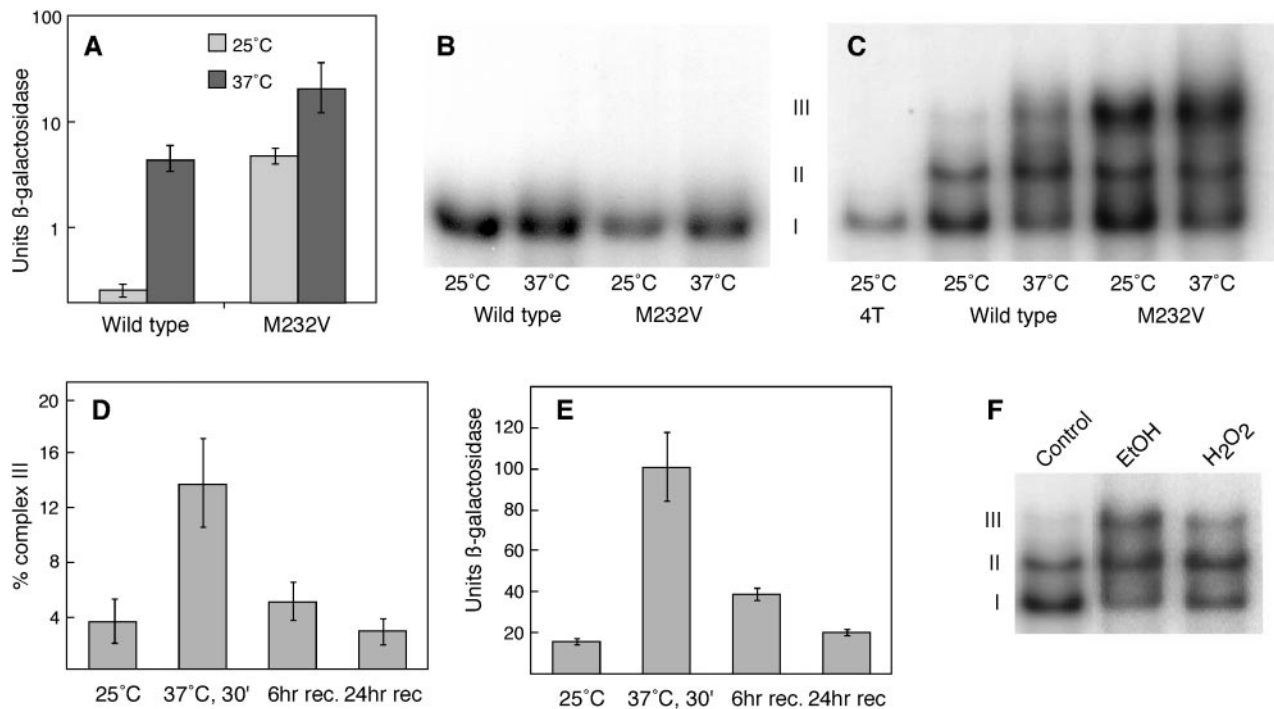 A
Units ß-galactosidase
100
10
1
25˚C
37˚C
Wild type
M232V
B
25˚C
37˚C
25˚C
37˚C
Wild type
M232V
C
III
II
I
25˚C
25˚C
37˚C
25˚C
37˚C
4T
Wild type
M232V
D
% complex III
20
16
12
8
4
25˚C
37˚C, 30'
6hr rec.
24hr rec
E
Units ß-galactosidase
120
100
80
60
40
20
25˚C
37˚C, 30'
6hr rec.
24hr rec
F
Control
EtOH
H2O2
III
II
I